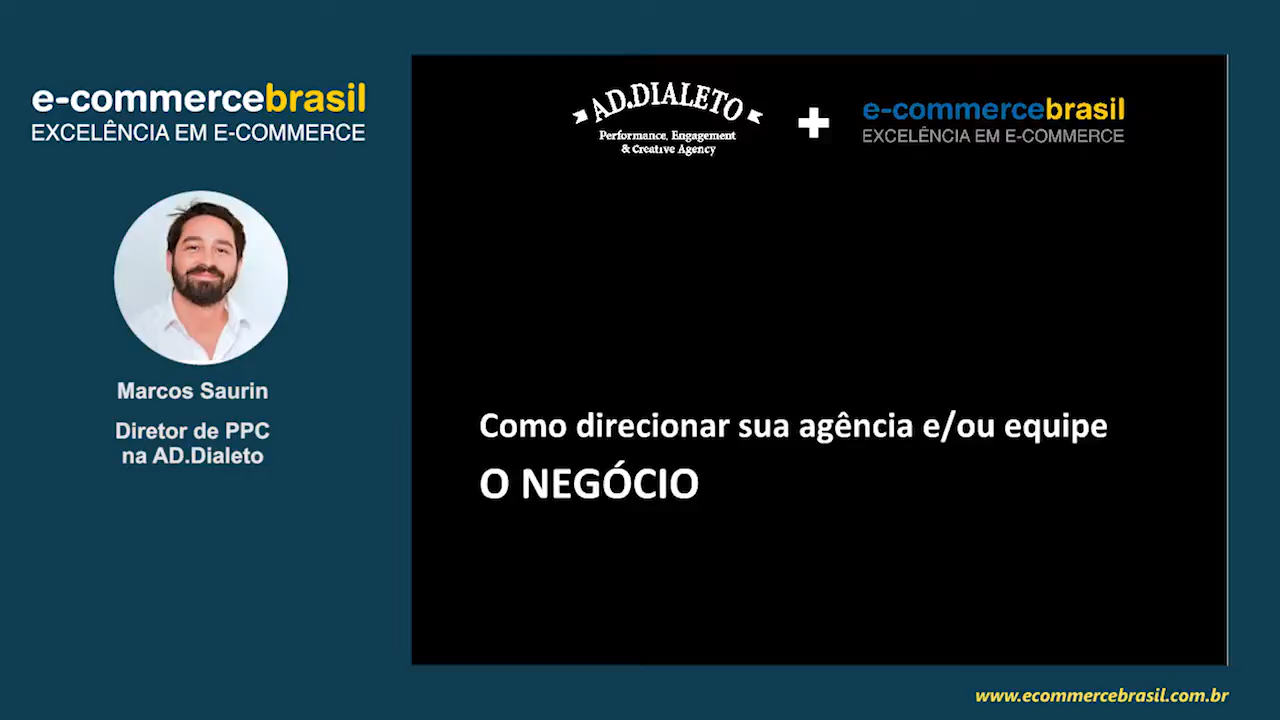 e-commercebrasil
EXCELÊNCIA EM E-COMMERCE
Marcos Saurin
Diretor de PPC
na AD.Dialeto
AD.DIALETO
Performance, Engagement
& Creative Agency
+
e-commercebrasil
EXCELÊNCIA EM E-COMMERCE
Como direcionar sua agência e/ou equipe
O NEGÓCIO
www.ecommercebrasil.com.br